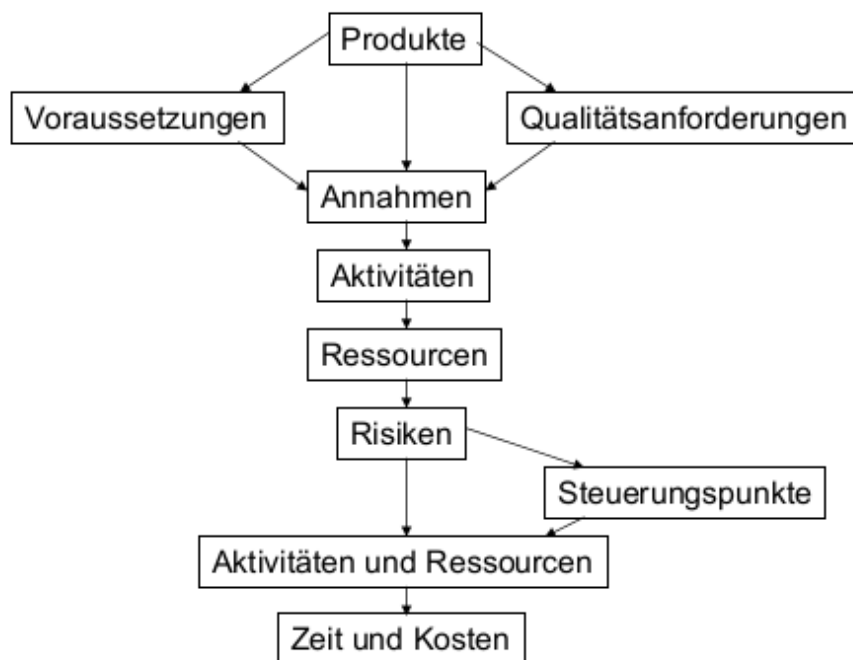 Produkte
Voraussetzungen
Qualitätsanforderungen
Annahmen
Aktivitäten
Ressourcen
Risiken
Steuerungspunkte
Aktivitäten und Ressourcen
Zeit und Kosten